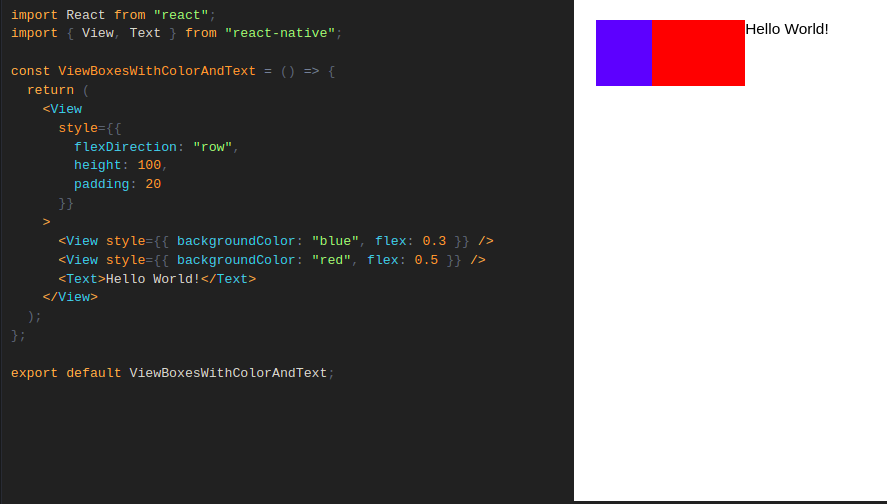 import React from "react";
import { View, Text } from "react-native";
const ViewBoxesWithColorAndText = () => {
return (
<View
style={{
flexDirection: "row",
height: 100,
padding: 20
}}
>
<View style={{ backgroundColor: "blue", flex: 0.3 }} />
<View style={{ backgroundColor: "red", flex: 0.5 }} />
<Text>Hello World!</Text>
</View>
);
};
export default ViewBoxesWithColorAndText;
Hello World!